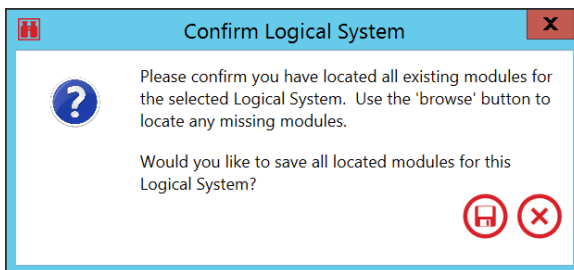 Confirm Logical System
X
Please confirm you have located all existing modules for
the selected Logical System.  Use the 'browse' button to
locate any missing modules.
Would you like to save all located modules for this
Logical System?